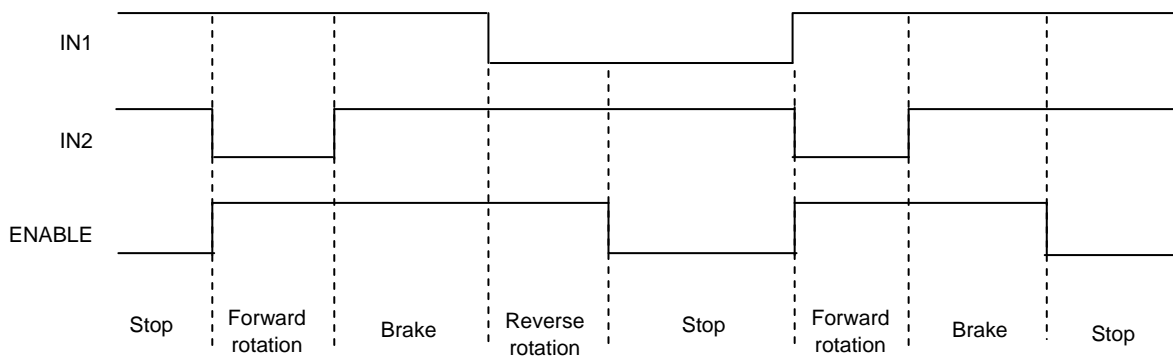 IN1
IN2
ENABLE
Stop
Forward
rotation
Brake
Reverse
rotation
Stop
Forward
rotation
Brake
Stop